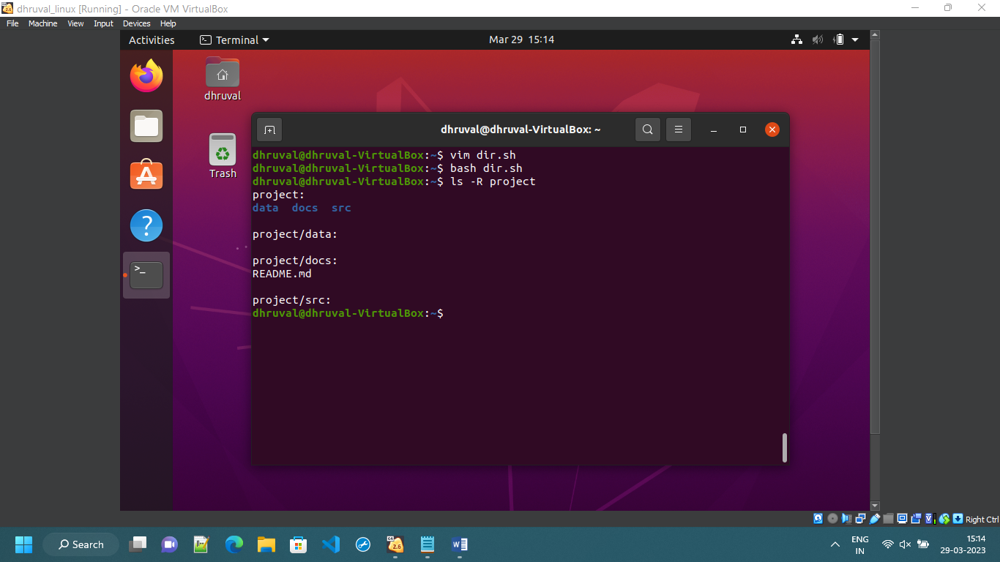 dhruval_linux [Running] - Oracle VM VirtualBox
File Machine View Input Devices Help
Activities Terminal Mar 29 15:14
dhruval
Trash
dhruval@dhruval-VirtualBox: ~
dhruval@dhruval-VirtualBox:~$ vim dir.sh
dhruval@dhruval-VirtualBox:~$ bash dir.sh
dhruval@dhruval-VirtualBox:~$ ls -R project
project:
data docs src
project/data:
project/docs:
README.md
project/src:
dhruval@dhruval-VirtualBox:~$
Right Ctrl
Search
ENG
IN
15:14
29-03-2023